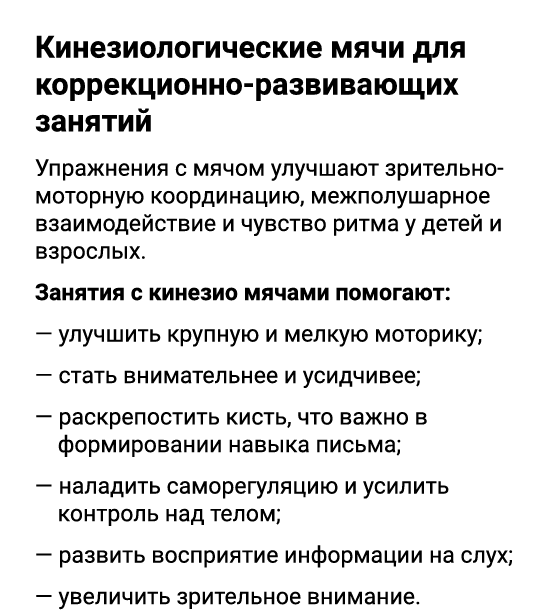 Кинезиологические мячи для
коррекционно-развивающих
занятий
Упражнения с мячом улучшают зрительно-
моторную координацию, межполушарное
взаимодействие и чувство ритма у детей и
взрослых.
Занятия с кинезио мячами помогают:
— улучшить крупную и мелкую моторику;
— стать внимательнее и усидчивее;
— раскрепостить кисть, что важно в
формировании навыка письма;
— наладить саморегуляцию и усилить
контроль над телом;
— развить восприятие информации на слух;
— увеличить зрительное внимание.